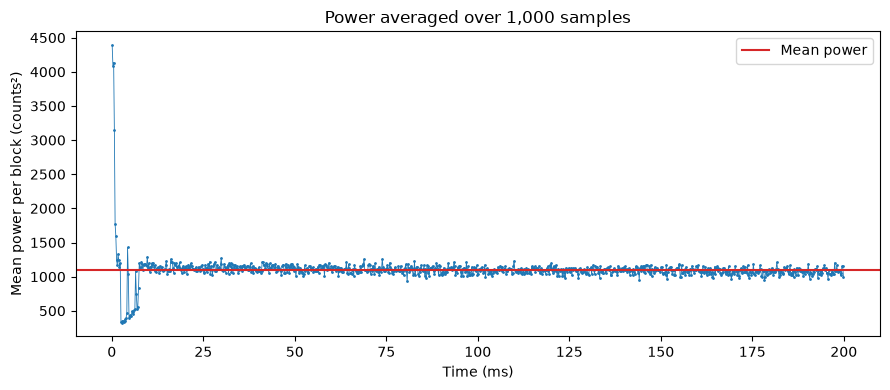 Power averaged over 1,000 samples
Mean power per block (counts²)
4500
4000
3500
3000
2500
2000
1500
1000
500
Mean power
0 25 50 75 100 125 150 175 200
Time (ms)